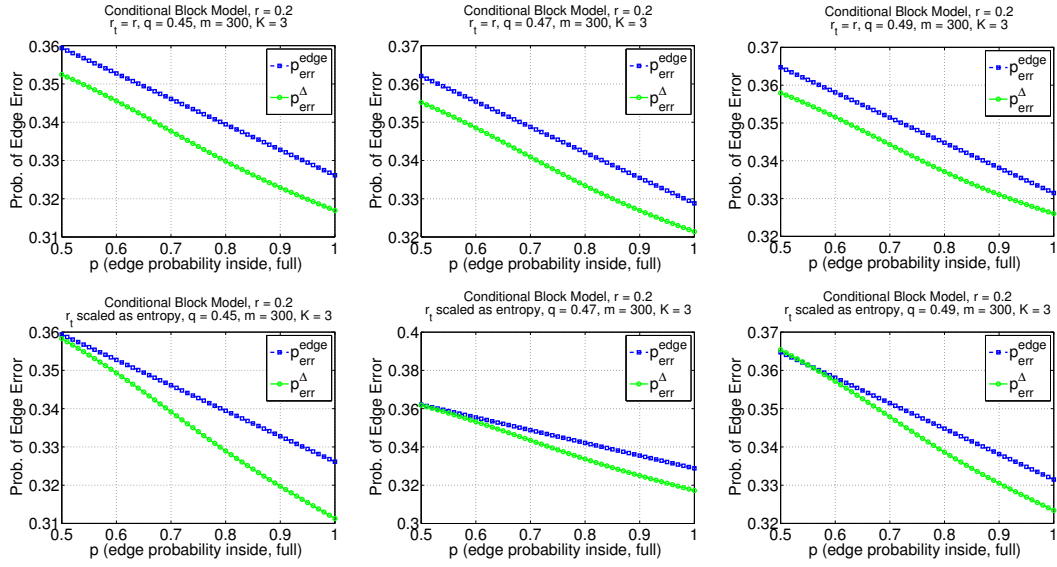 Conditional Block Model, r = 0.2
r_t = r, q = 0.45, m = 300, K = 3
Prob. of Edge Error
0.36
0.35
0.34
0.33
0.32
0.31
p_err^edge
p_err^Δ
0.5 0.6 0.7 0.8 0.9 1
p (edge probability inside, full)
Conditional Block Model, r = 0.2
r_t = r, q = 0.47, m = 300, K = 3
Prob. of Edge Error
0.37
0.36
0.35
0.34
0.33
0.32
p_err^edge
p_err^Δ
0.5 0.6 0.7 0.8 0.9 1
p (edge probability inside, full)
Conditional Block Model, r = 0.2
r_t = r, q = 0.49, m = 300, K = 3
Prob. of Edge Error
0.37
0.36
0.35
0.34
0.33
0.32
p_err^edge
p_err^Δ
0.5 0.6 0.7 0.8 0.9 1
p (edge probability inside, full)
Conditional Block Model, r = 0.2
r_t scaled as entropy, q = 0.45, m = 300, K = 3
Prob. of Edge Error
0.36
0.35
0.34
0.33
0.32
0.31
p_err^edge
p_err^Δ
0.5 0.6 0.7 0.8 0.9 1
p (edge probability inside, full)
Conditional Block Model, r = 0.2
r_t scaled as entropy, q = 0.47, m = 300, K = 3
Prob. of Edge Error
0.4
0.38
0.36
0.34
0.32
0.3
p_err^edge
p_err^Δ
0.5 0.6 0.7 0.8 0.9 1
p (edge probability inside, full)
Conditional Block Model, r = 0.2
r_t scaled as entropy, q = 0.49, m = 300, K = 3
Prob. of Edge Error
0.37
0.36
0.35
0.34
0.33
0.32
p_err^edge
p_err^Δ
0.5 0.6 0.7 0.8 0.9 1
p (edge probability inside, full)